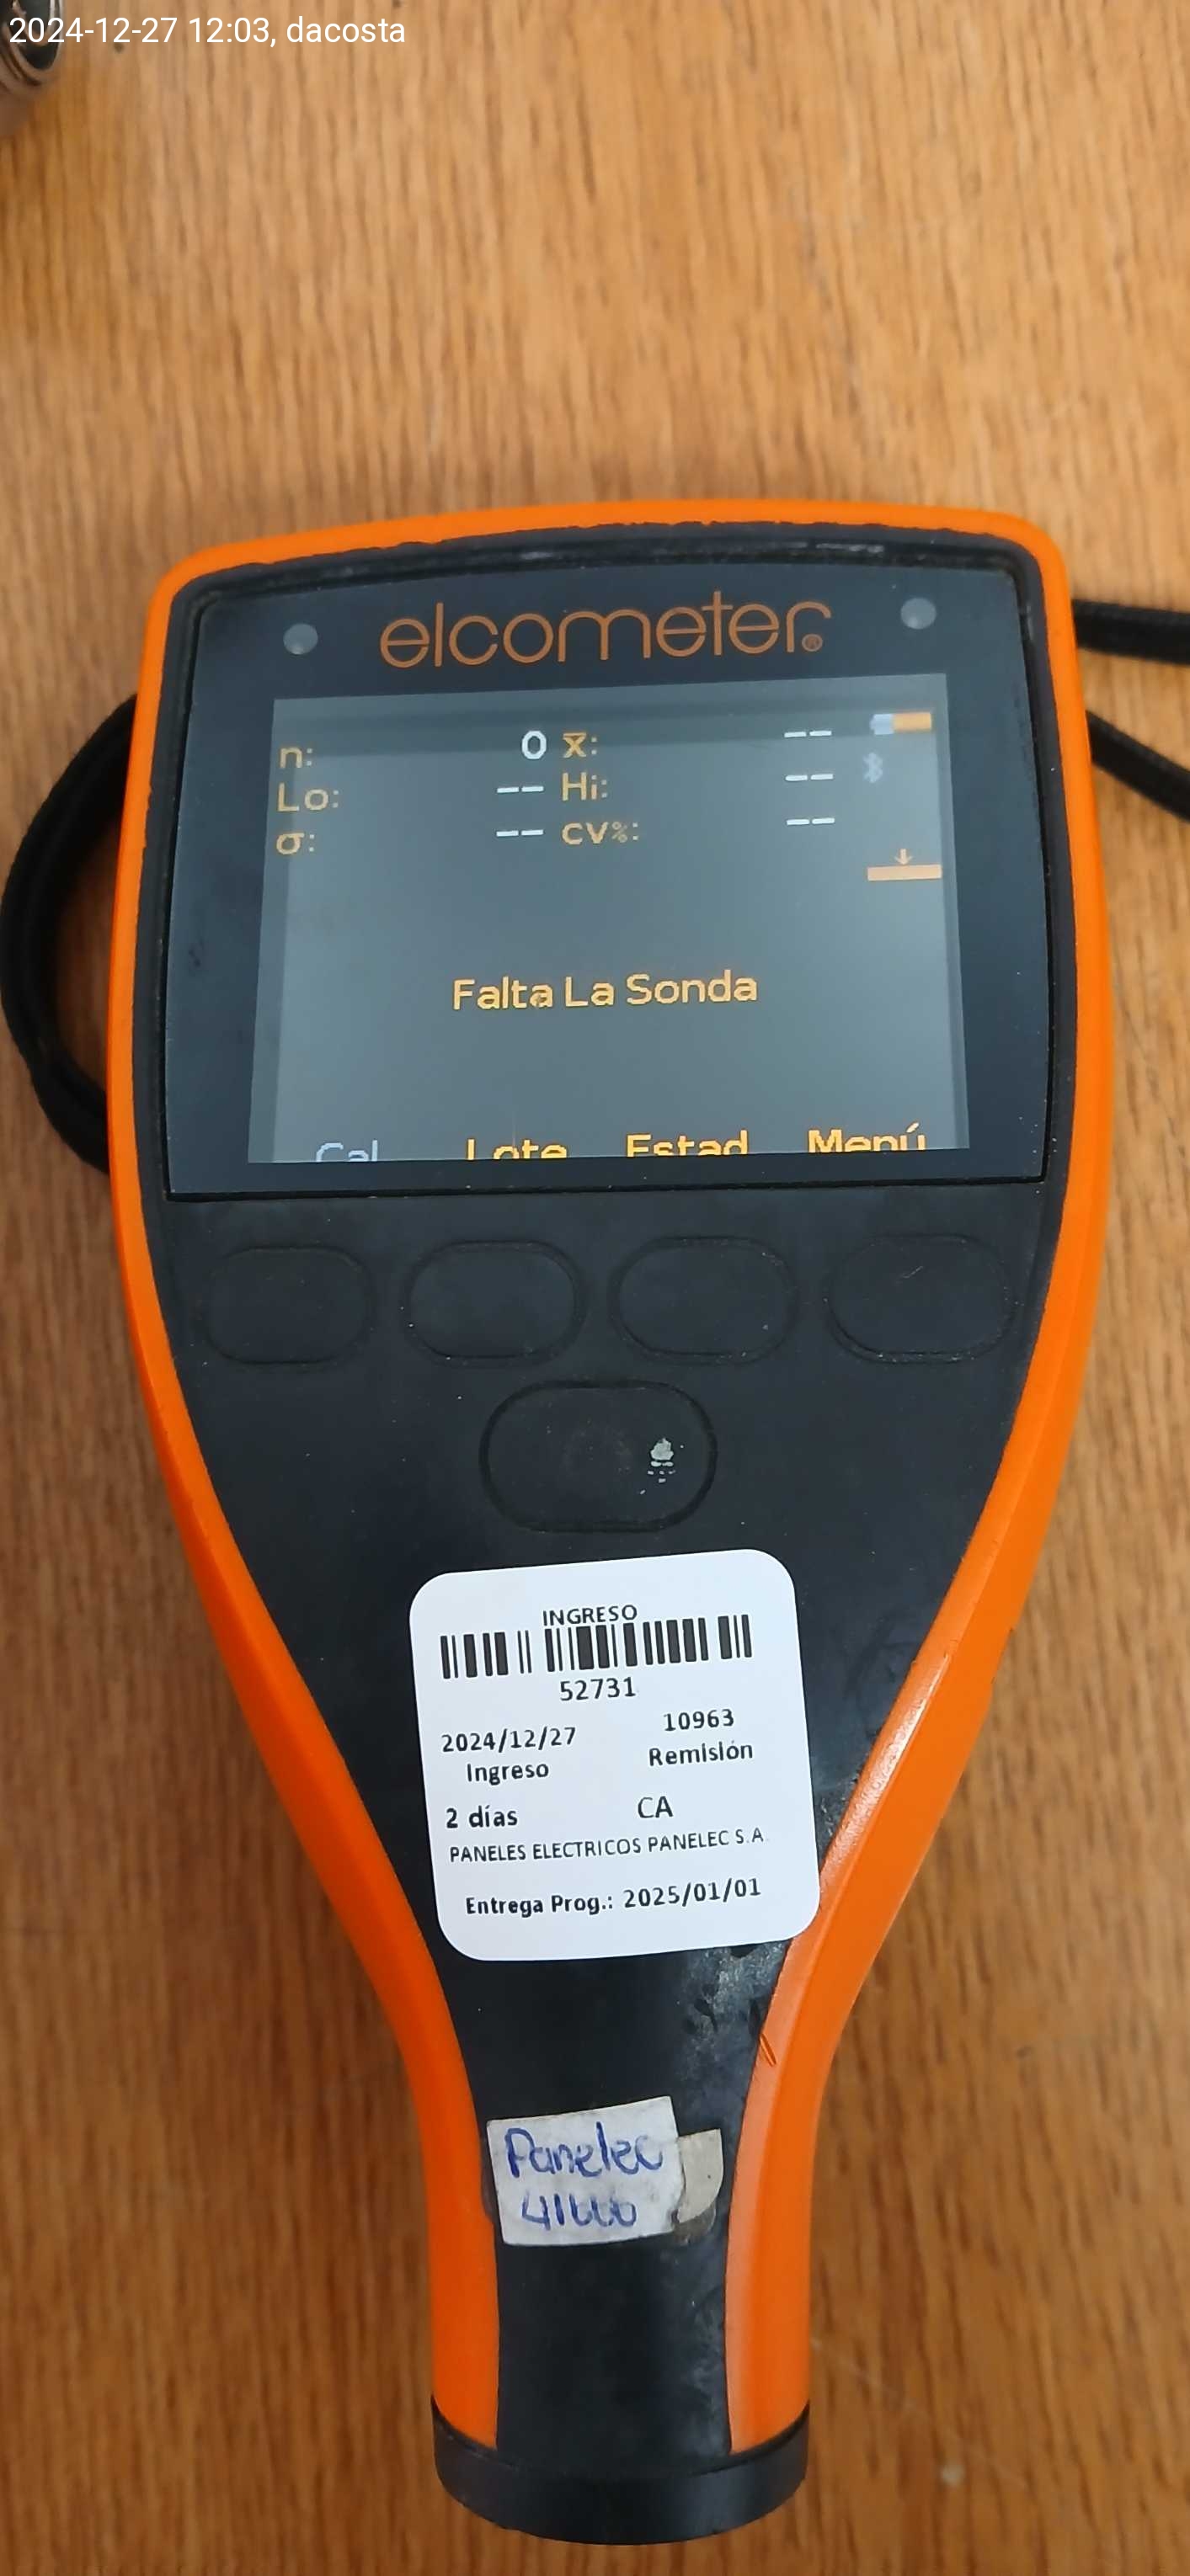 2024-12-27 12:03, dacosta
elcometer®
n: 0 x̅: --
Lo: -- Hi: --
σ: -- CV%: --
Falta La Sonda
Cal Lote Estad Menú
INGRESO
52731
2024/12/27 10963
Ingreso Remisión
2 días CA
PANELES ELECTRICOS PANELEC S.A.
Entrega Prog.: 2025/01/01
Panelec